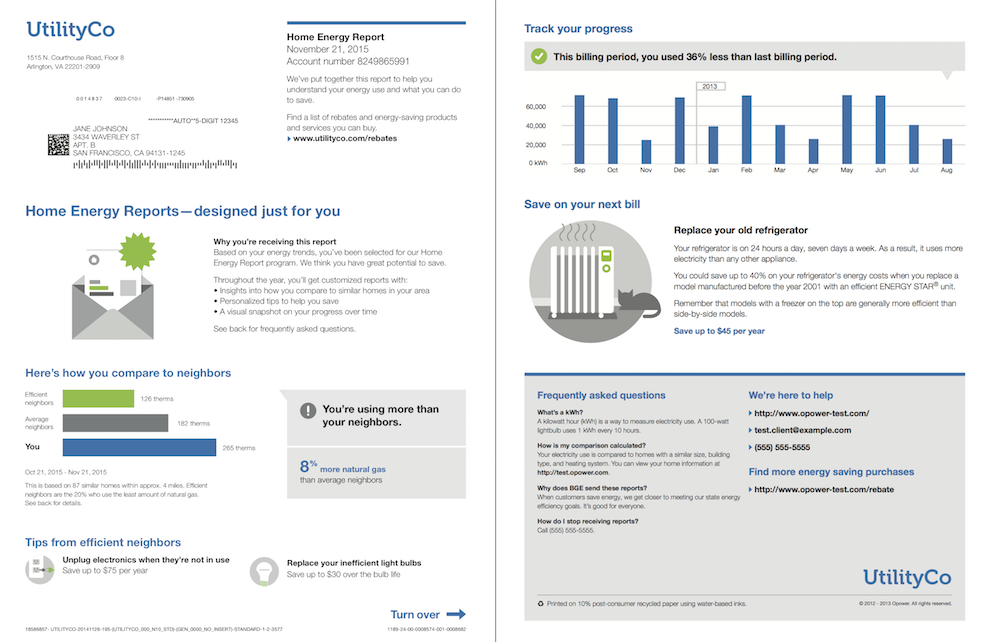 UtilityCo
1515 N. Courthouse Road, Floor 8
Arlington, VA 22201-2909
0 0 1 4 8 3 7 0023-C10-I -P14851 -730905
***********AUTO**5-DIGIT 12345
JANE JOHNSON
3434 WAVERLEY ST
APT. B
SAN FRANCISCO, CA 94131-1245
Home Energy Report
November 21, 2015
Account number 8249865991
We've put together this report to help you
understand your energy use and what you can do
to save.
Find a list of rebates and energy-saving products
and services you can buy.
www.utilityco.com/rebates
Home Energy Reports—designed just for you
Why you're receiving this report
Based on your energy trends, you've been selected for our Home
Energy Report program. We think you have great potential to save.
Throughout the year, you'll get customized reports with:
• Insights into how you compare to similar homes in your area
• Personalized tips to help you save
• A visual snapshot on your progress over time
See back for frequently asked questions.
Here's how you compare to neighbors
Efficient
neighbors
126 therms
Average
neighbors
182 therms
You
265 therms
Oct 21, 2015 - Nov 21, 2015
This is based on 87 similar homes within approx. 4 miles. Efficient
neighbors are the 20% who use the least amount of natural gas.
See back for details.
You're using more than
your neighbors.
8% more natural gas
than average neighbors
Tips from efficient neighbors
Unplug electronics when they're not in use
Save up to $75 per year
Replace your inefficient light bulbs
Save up to $30 over the bulb life
Turn over
18586857- UTILITYCO-20141128-195-(UTILITYCO_000_N10_STD)-(GEN_0000_NO_INSERT)-STANDARD-1-2-3577
1189-24-00-0008574-001-0008682
Track your progress
This billing period, you used 36% less than last billing period.
2013
60,000
40,000
20,000
0 kWh
Sep Oct Nov Dec Jan Feb Mar Apr May Jun Jul Aug
Save on your next bill
Replace your old refrigerator
Your refrigerator is on 24 hours a day, seven days a week. As a result, it uses more
electricity than any other appliance.
You could save up to 40% on your refrigerator's energy costs when you replace a
model manufactured before the year 2001 with an efficient ENERGY STAR® unit.
Remember that models with a freezer on the top are generally more efficient than
side-by-side models.
Save up to $45 per year
Frequently asked questions
What's a kWh?
A kilowatt hour (kWh) is a way to measure electricity use. A 100-watt
lightbulb uses 1 kWh every 10 hours.
How is my comparison calculated?
Your electricity use is compared to homes with a similar size, building
type, and heating system. You can view your home information at
http://test.opower.com.
Why does BGE send these reports?
When customers save energy, we get closer to meeting our state energy
efficiency goals. It's good for everyone.
How do I stop receiving reports?
Call (555) 555-5555.
We're here to help
http://www.opower-test.com/
test.client@example.com
(555) 555-5555
Find more energy saving purchases
http://www.opower-test.com/rebate
UtilityCo
Printed on 10% post-consumer recycled paper using water-based inks.
© 2012 - 2013 Opower. All rights reserved.